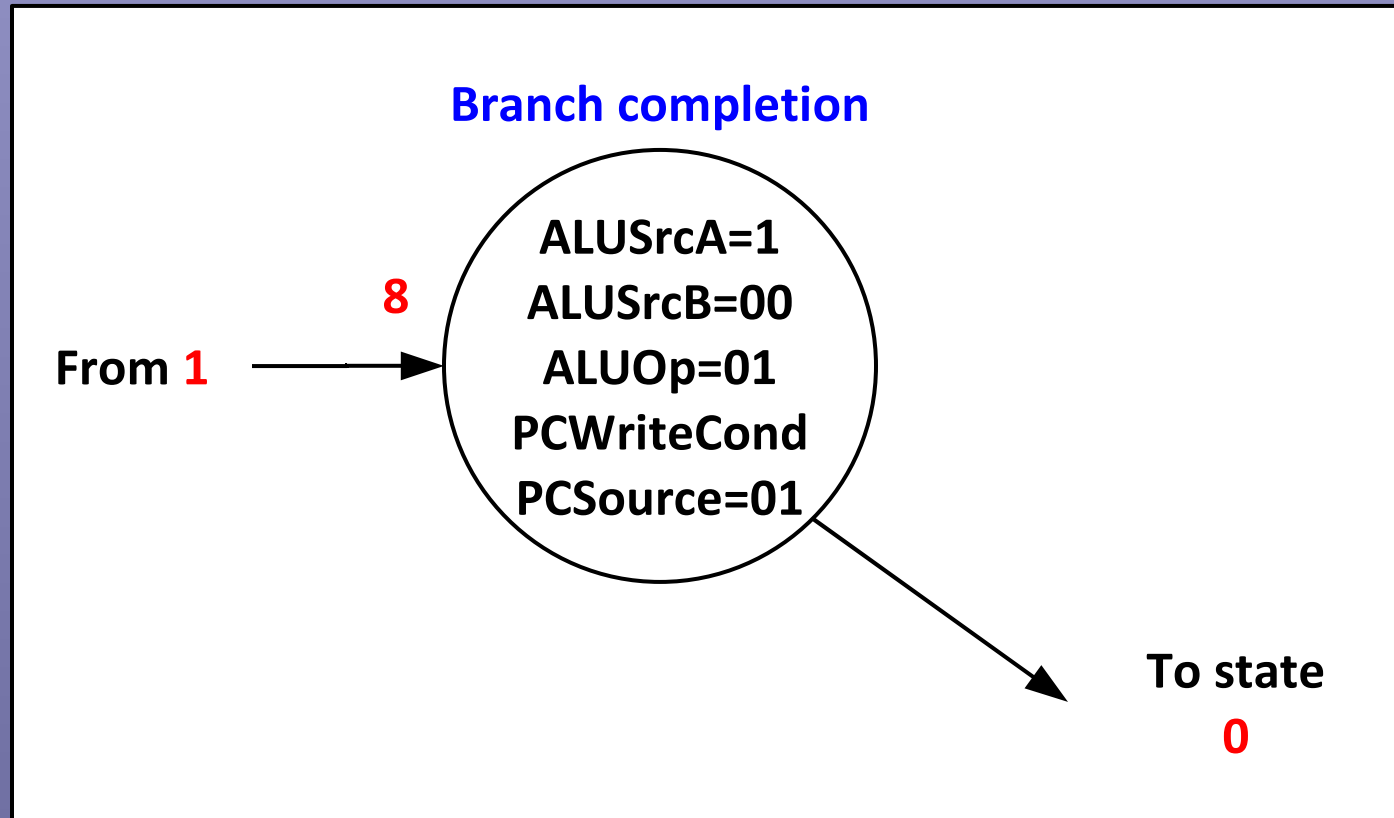 Branch completion
8
From 1
ALUSrcA=1
ALUSrcB=00
ALUOp=01
PCWriteCond
PCSource=01
To state
0